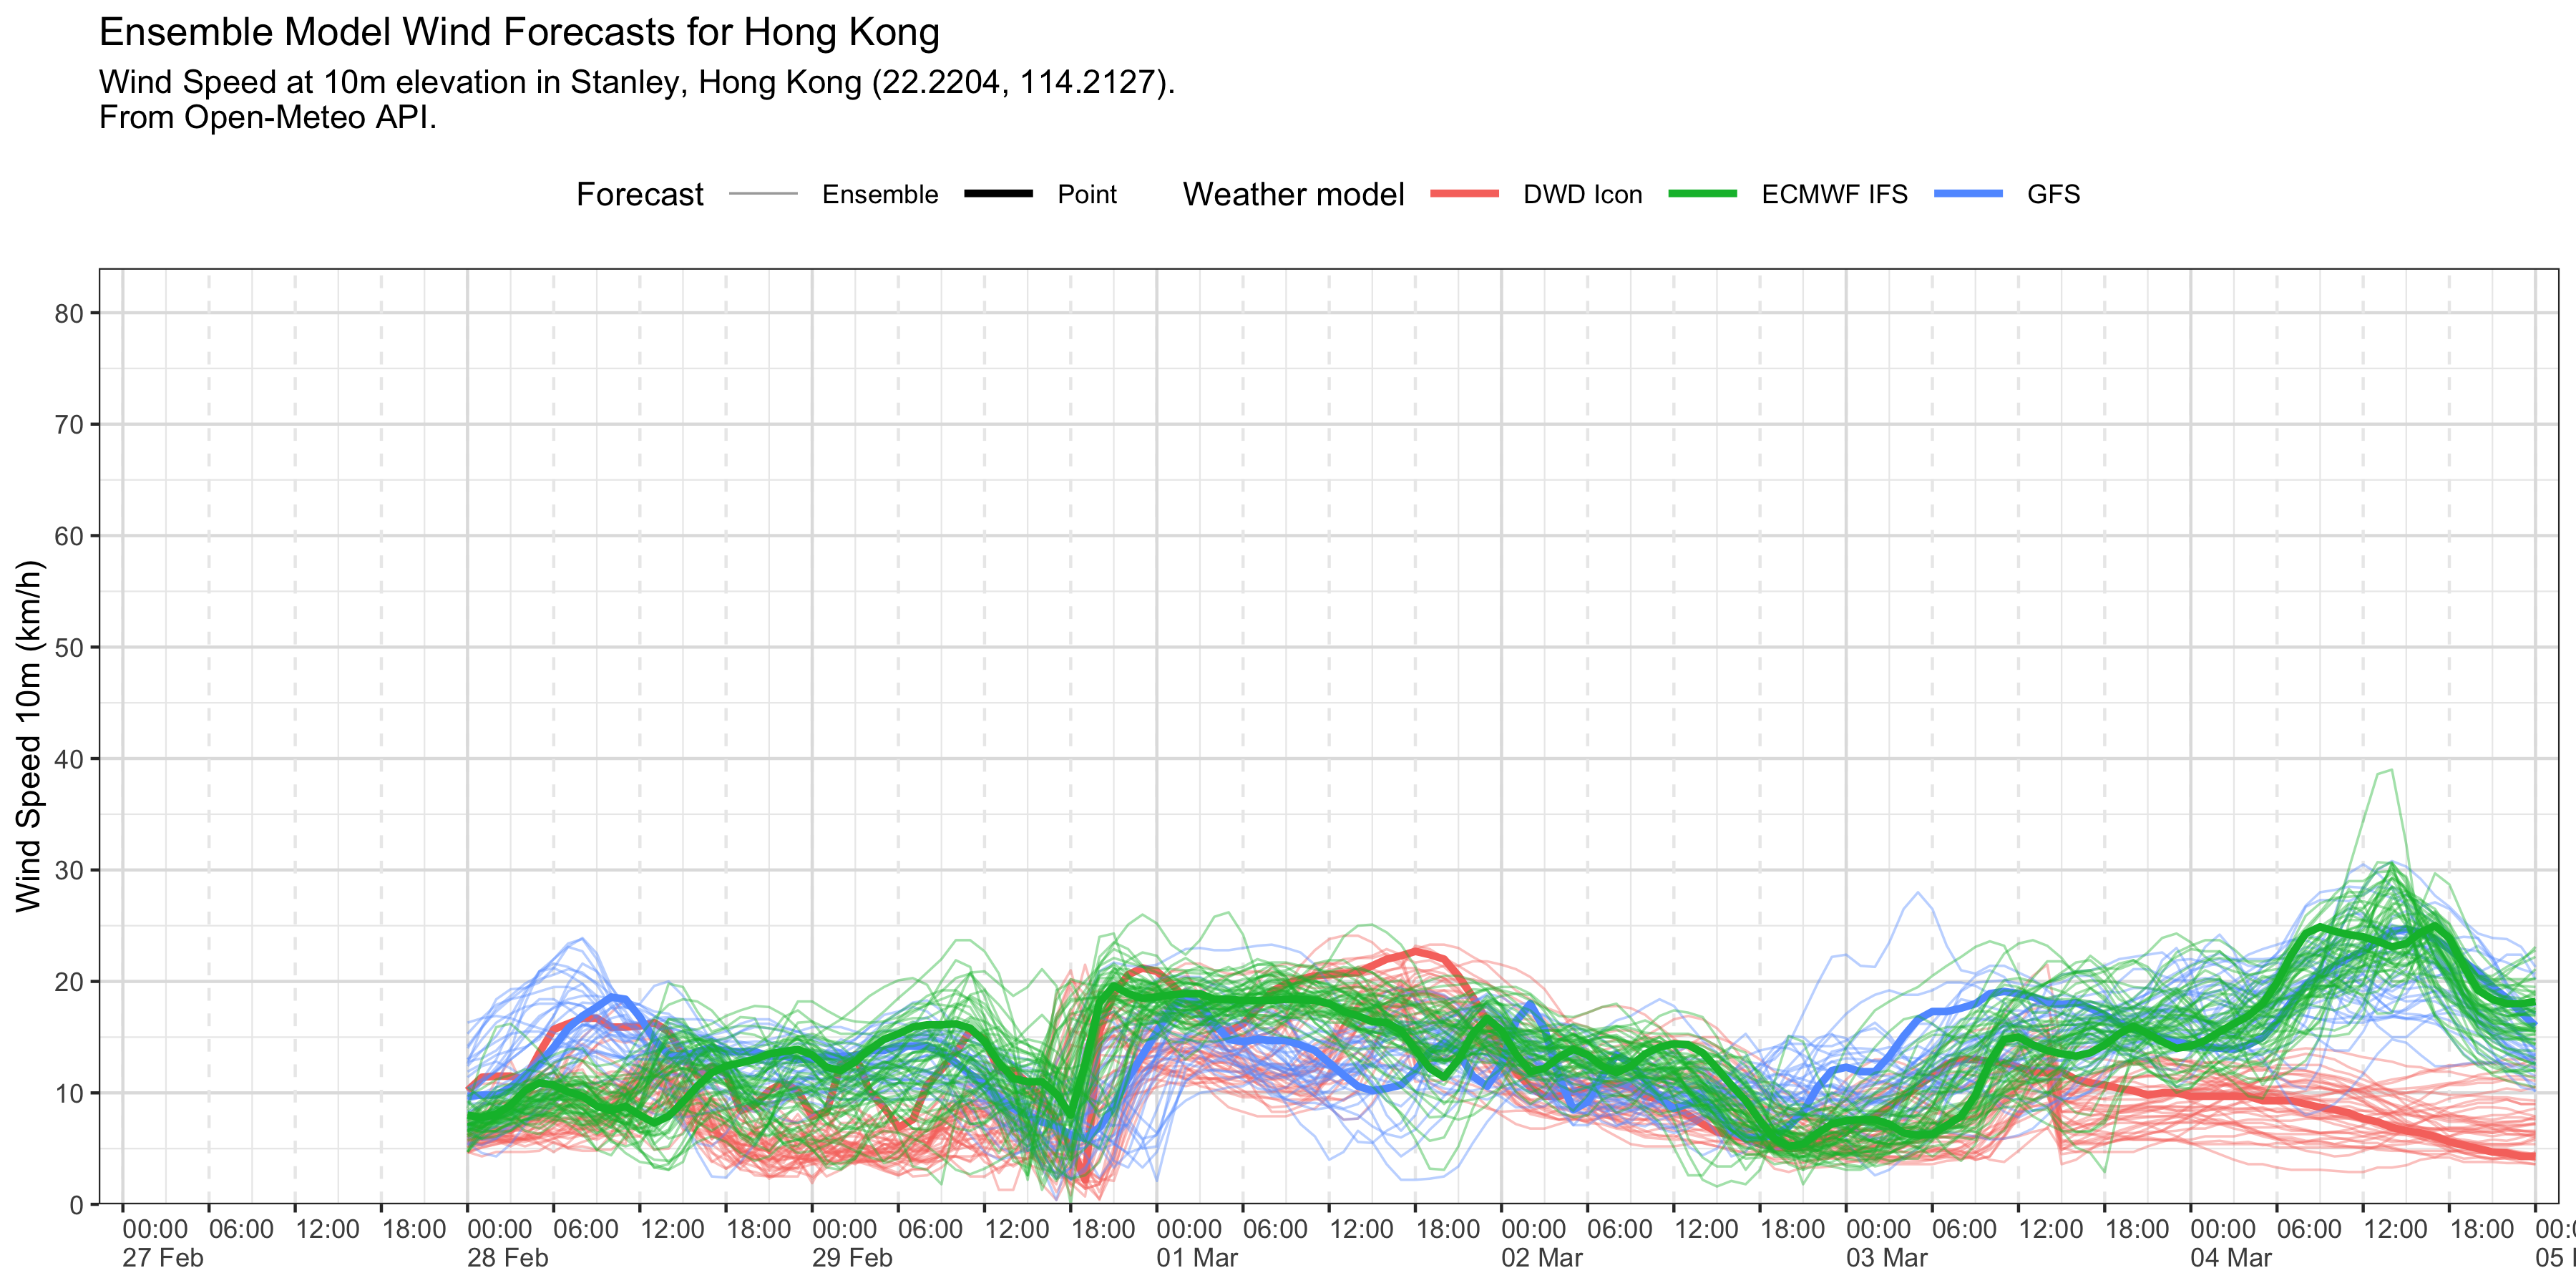 Ensemble Model Wind Forecasts for Hong Kong
Wind Speed at 10m elevation in Stanley, Hong Kong (22.2204, 114.2127).
From Open-Meteo API.
Forecast Ensemble Point Weather model DWD Icon ECMWF IFS GFS
Wind Speed 10m (km/h)
80
70
60
50
40
30
20
10
0
00:00 06:00 12:00 18:00 00:00 06:00 12:00 18:00 00:00 06:00 12:00 18:00 00:00 06:00 12:00 18:00 00:00 06:00 12:00 18:00 00:00 06:00 12:00 18:00 00:00 06:00 12:00 18:00
27 Feb 28 Feb 29 Feb 01 Mar 02 Mar 03 Mar 04 Mar 05